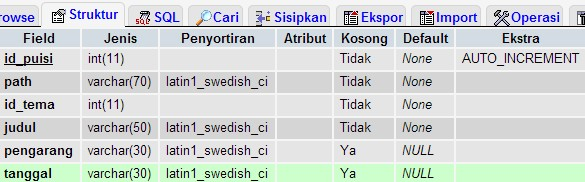 rowse Struktur SQL Cari Sisipkan Ekspor Import Operasi
Field Jenis Penyortiran Atribut Kosong Default Ekstra
id_puisi int(11) Tidak None AUTO_INCREMENT
path varchar(70) latin1_swedish_ci Tidak None
id_tema int(11) Tidak None
judul varchar(50) latin1_swedish_ci Tidak None
pengarang varchar(30) latin1_swedish_ci Ya NULL
tanggal varchar(30) latin1_swedish_ci Ya NULL